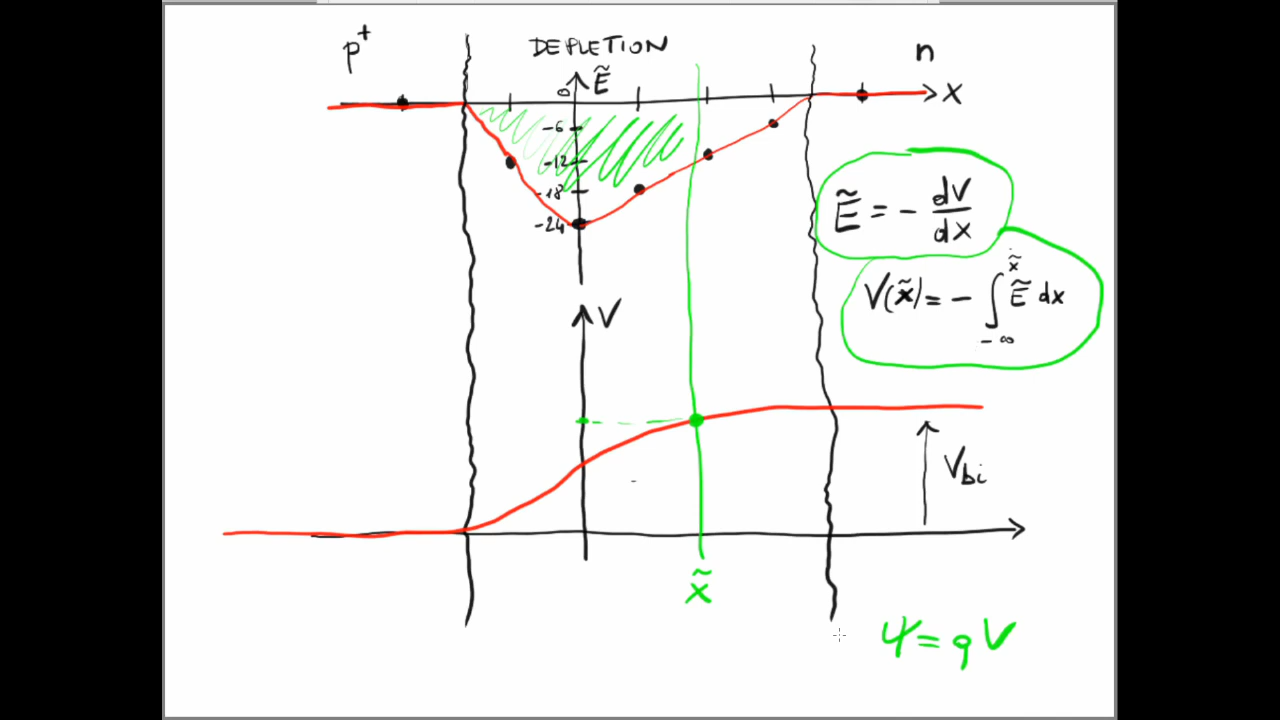 p⁺ DEPLETION n
0 Ẽ X
-6
-12
-18
-24
Ẽ = - dV/dx
V(x̃) = - ∫_{-∞}^{x̃} Ẽ dx
V
Vbi
x̃
Ψ = qV